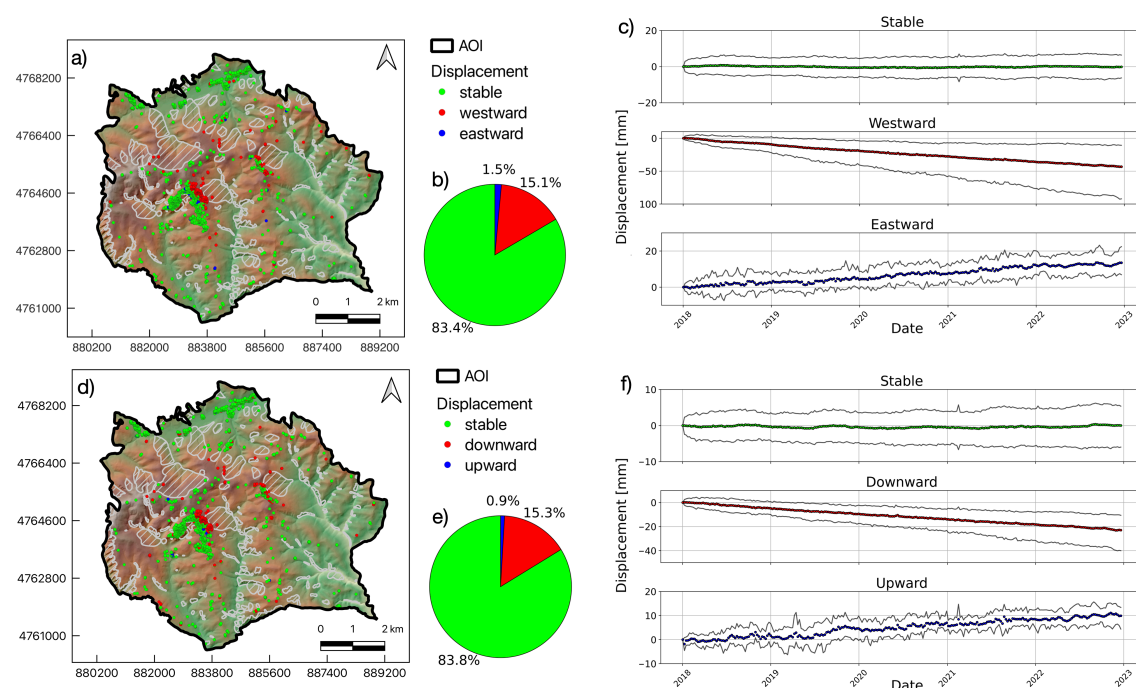 a)
4768200
4766400
4764600
4762800
4761000
880200 882000 883800 885600 887400 889200
0 1 2 km
AOI
Displacement
stable
westward
eastward
b)
1.5%
15.1%
83.4%
c)
Stable
20
0
−20
Westward
0
−50
100
Eastward
20
0
Displacement [mm]
2018 2019 2020 2021 2022 2023
Date
d)
4768200
4766400
4764600
4762800
4761000
880200 882000 883800 885600 887400 889200
0 1 2 km
AOI
Displacement
stable
downward
upward
e)
0.9%
15.3%
83.8%
f)
Stable
10
0
−10
Downward
0
−20
−40
Upward
20
10
0
−10
Displacement [mm]
2018 2019 2020 2021 2022 2023
Date